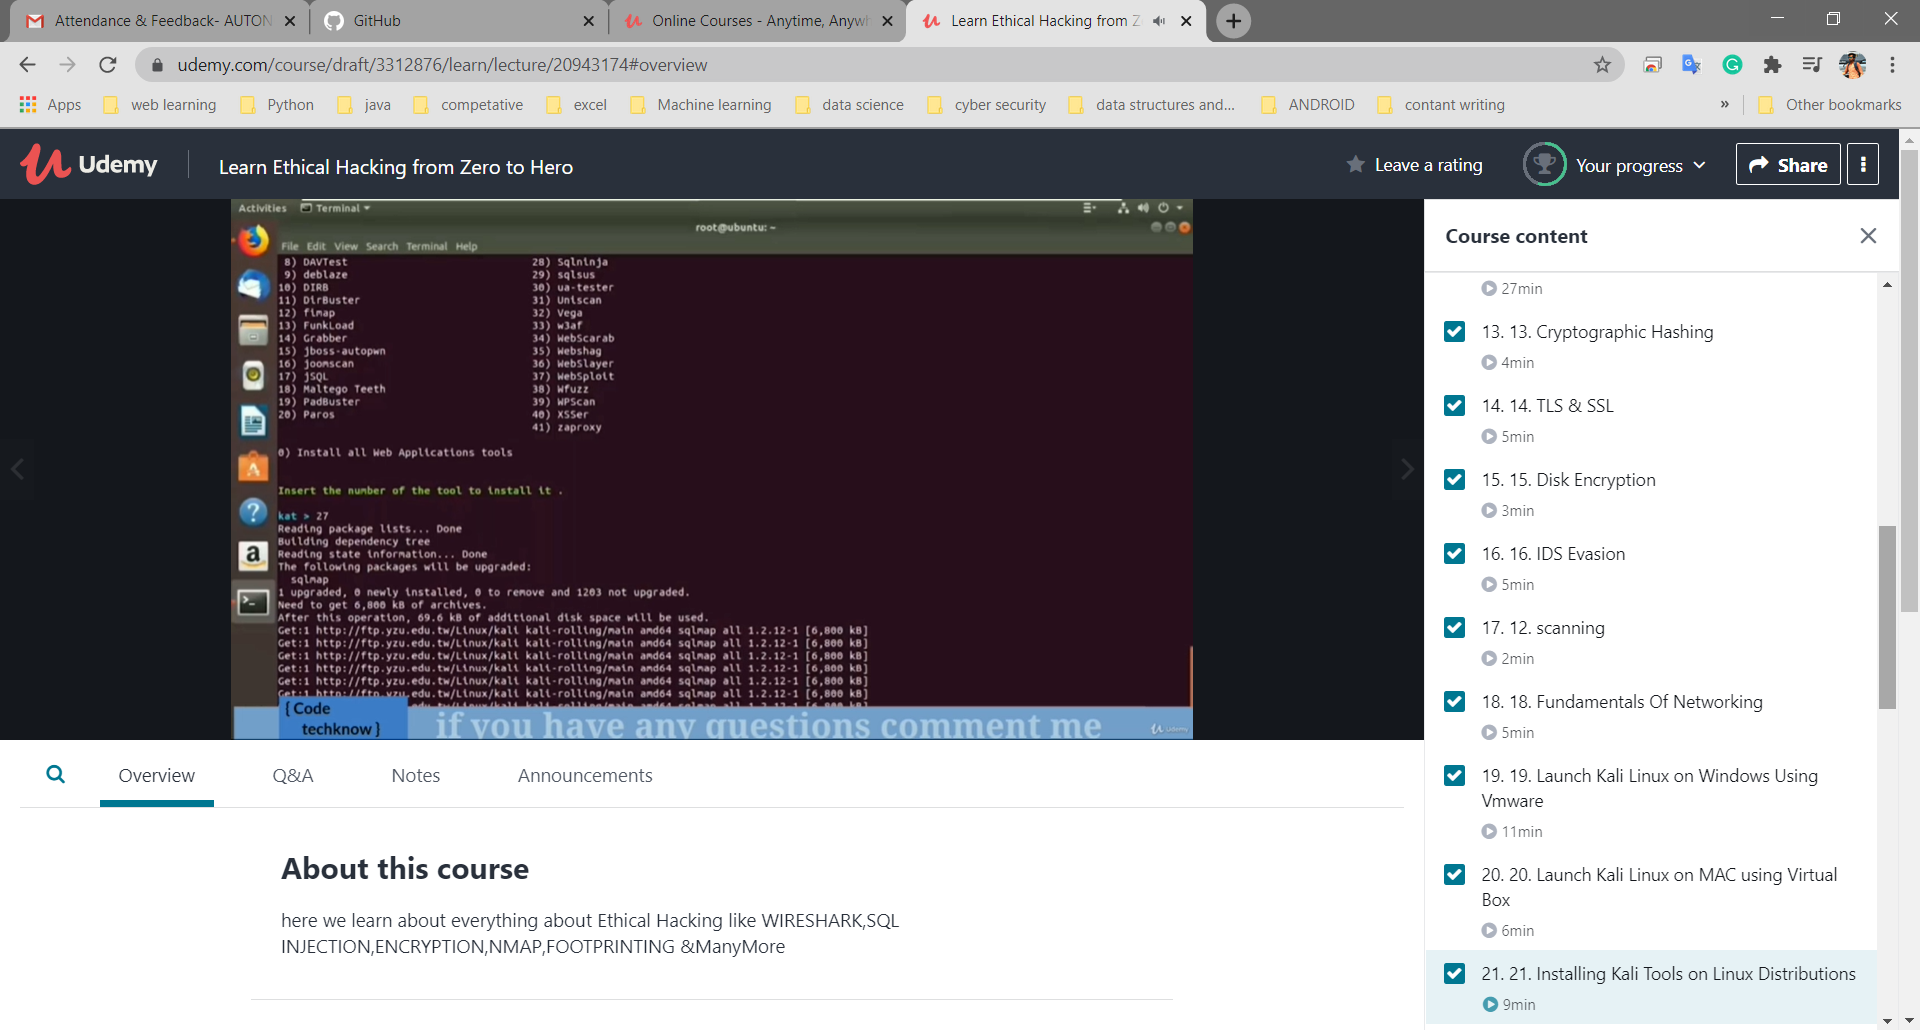 Attendance & Feedback- AUTON
GitHub
Online Courses - Anytime, Anywh
Learn Ethical Hacking from Z
udemy.com/course/draft/3312876/learn/lecture/20943174#overview
Apps
web learning
Python
java
competative
excel
Machine learning
data science
cyber security
data structures and...
ANDROID
contant writing
»
Other bookmarks
Udemy
Learn Ethical Hacking from Zero to Hero
Leave a rating
Your progress
Share
Activities
Terminal
root@ubuntu: ~
File Edit View Search Terminal Help
8) DAVTest 28) Sqlninja
9) deblaze 29) sqlsus
10) DIRB 30) ua-tester
11) DirBuster 31) Uniscan
12) fimap 32) Vega
13) FunkLoad 33) w3af
14) Grabber 34) WebScarab
15) jboss-autopwn 35) Webshag
16) joomscan 36) WebSlayer
17) jSQL 37) WebSploit
18) Maltego Teeth 38) Wfuzz
19) PadBuster 39) WPScan
20) Paros 40) XSSer
41) zaproxy
0) Install all Web Applications tools
Insert the number of the tool to install it .
kat > 27
Reading package lists... Done
Building dependency tree
Reading state information... Done
The following packages will be upgraded:
sqlmap
1 upgraded, 0 newly installed, 0 to remove and 1203 not upgraded.
Need to get 6,800 kB of archives.
After this operation, 69.6 kB of additional disk space will be used.
Get:1 http://ftp.yzu.edu.tw/Linux/kali kali-rolling/main amd64 sqlmap all 1.2.12-1 [6,800 kB]
Get:1 http://ftp.yzu.edu.tw/Linux/kali kali-rolling/main amd64 sqlmap all 1.2.12-1 [6,800 kB]
Get:1 http://ftp.yzu.edu.tw/Linux/kali kali-rolling/main amd64 sqlmap all 1.2.12-1 [6,800 kB]
Get:1 http://ftp.yzu.edu.tw/Linux/kali kali-rolling/main amd64 sqlmap all 1.2.12-1 [6,800 kB]
Get:1 http://ftp.yzu.edu.tw/Linux/kali kali-rolling/main amd64 sqlmap all 1.2.12-1 [6,800 kB]
Get:1 http://ftp.yzu.edu.tw/Linux/kali kali-rolling/main amd64 sqlmap all 1.2.12-1 [6,800 kB]
{Code
techknow}
if you have any questions comment me
Udemy
Course content
27min
13. 13. Cryptographic Hashing
4min
14. 14. TLS & SSL
5min
15. 15. Disk Encryption
3min
16. 16. IDS Evasion
5min
17. 12. scanning
2min
18. 18. Fundamentals Of Networking
5min
19. 19. Launch Kali Linux on Windows Using
Vmware
11min
20. 20. Launch Kali Linux on MAC using Virtual
Box
6min
21. 21. Installing Kali Tools on Linux Distributions
9min
Overview
Q&A
Notes
Announcements
About this course
here we learn about everything about Ethical Hacking like WIRESHARK,SQL
INJECTION,ENCRYPTION,NMAP,FOOTPRINTING &ManyMore